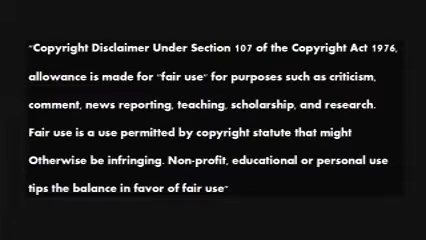 "Copyright Disclaimer Under Section 107 of the Copyright Act 1976,
allowance is made for "fair use" for purposes such as criticism,
comment, news reporting, teaching, scholarship, and research.
Fair use is a use permitted by copyright statute that might
Otherwise be infringing. Non-profit, educational or personal use
tips the balance in favor of fair use"